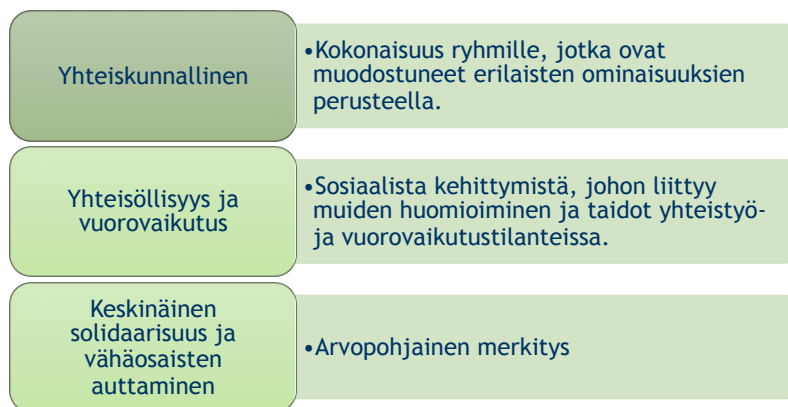 Yhteiskunnallinen
•Kokonaisuus ryhmille, jotka ovat
muodostuneet erilaisten ominaisuuksien
perusteella.
Yhteisöllisyys ja
vuorovaikutus
•Sosiaalista kehittymistä, johon liittyy
muiden huomioiminen ja taidot yhteistyö-
ja vuorovaikutustilanteissa.
Keskinäinen
solidaarisuus ja
vähäosaisten
auttaminen
•Arvopohjainen merkitys